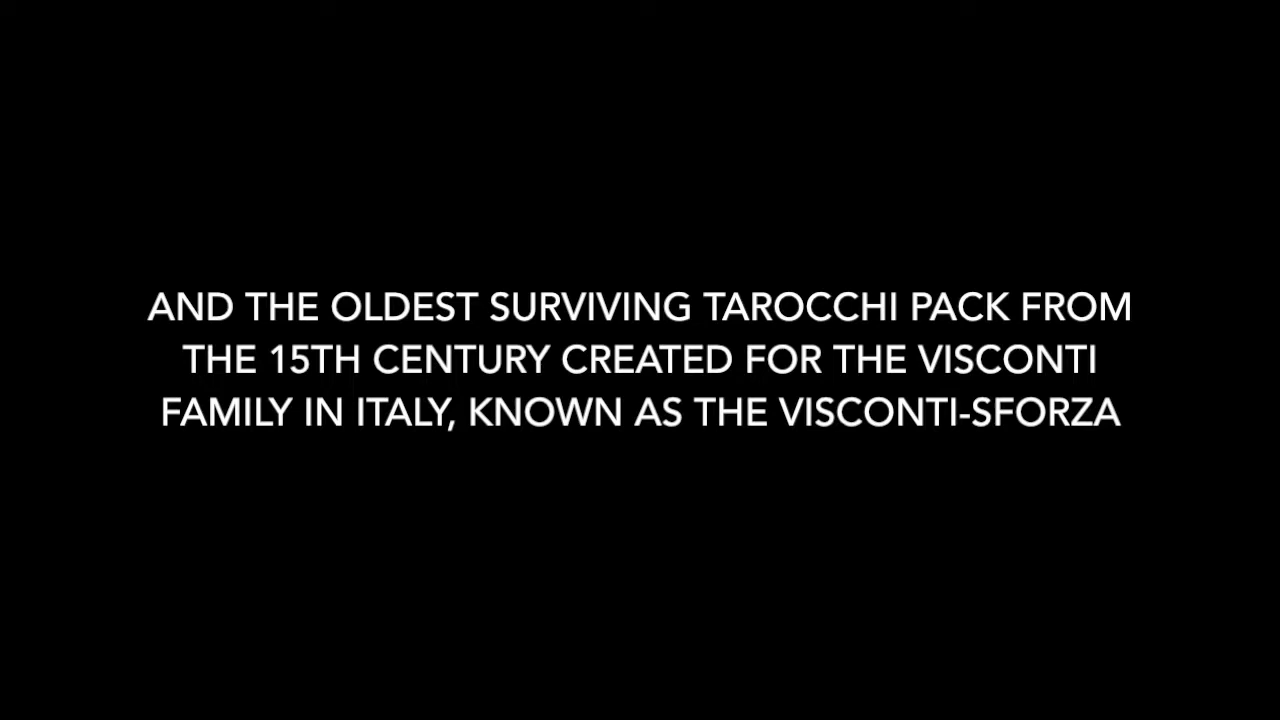 AND THE OLDEST SURVIVING TAROCCHI PACK FROM
THE 15TH CENTURY CREATED FOR THE VISCONTI
FAMILY IN ITALY, KNOWN AS THE VISCONTI-SFORZA